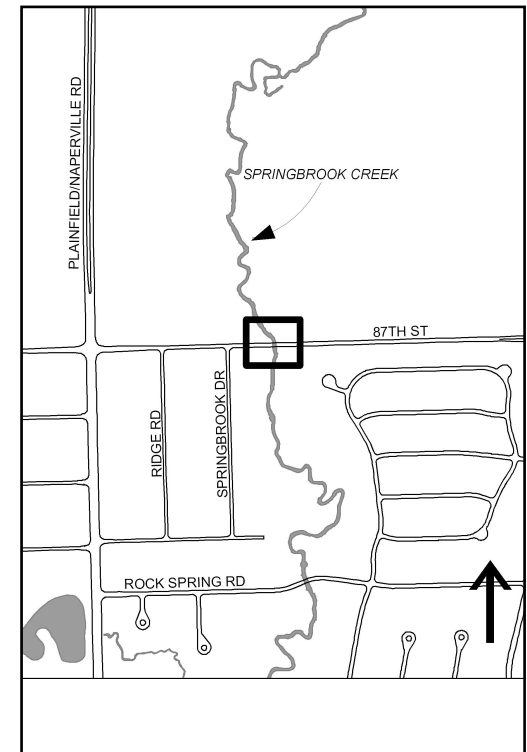 PLAINFIELD/NAPERVILLE RD
SPRINGBROOK CREEK
87TH ST
RIDGE RD
SPRINGBROOK DR
ROCK SPRING RD